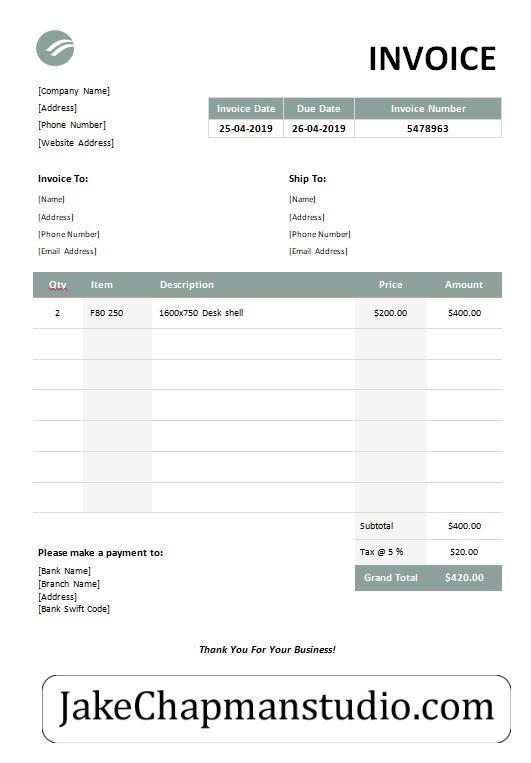 INVOICE
[Company Name]
[Address]
[Phone Number]
[Website Address]
Invoice Date Due Date Invoice Number
25-04-2019 26-04-2019 5478963
Invoice To: Ship To:
[Name] [Name]
[Address] [Address]
[Phone Number] [Phone Number]
[Email Address] [Email Address]
Qty Item Description Price Amount
2 F80 250 1600x750 Desk shell $200.00 $400.00
Subtotal $400.00
Tax @ 5 % $20.00
Grand Total $420.00
Please make a payment to:
[Bank Name]
[Branch Name]
[Address]
[Bank Swift Code]
Thank You For Your Business!
JakeChapmanstudio.com